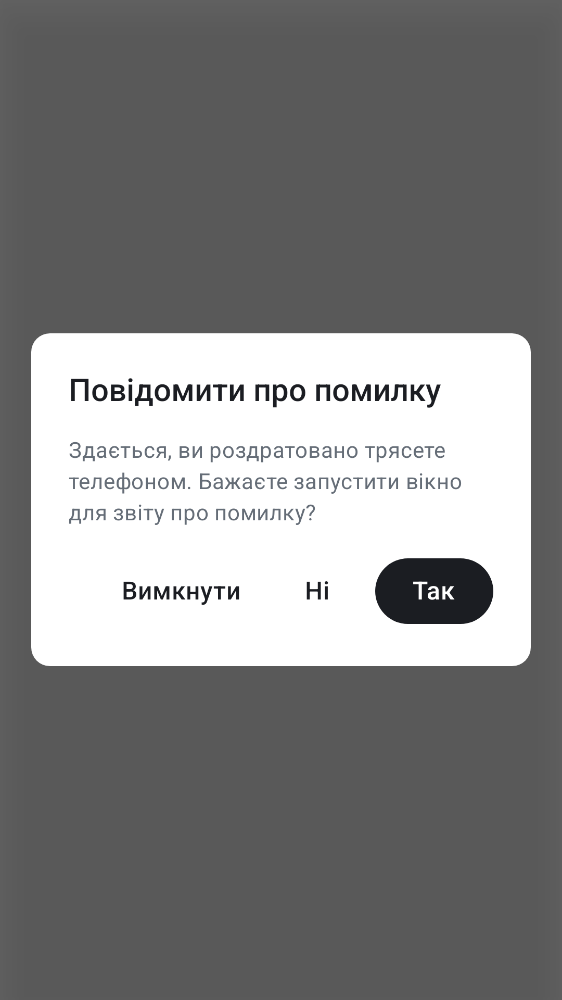 Повідомити про помилку
Здається, ви роздратовано трясете
телефоном. Бажаєте запустити вікно
для звіту про помилку?
Вимкнути Ні Так